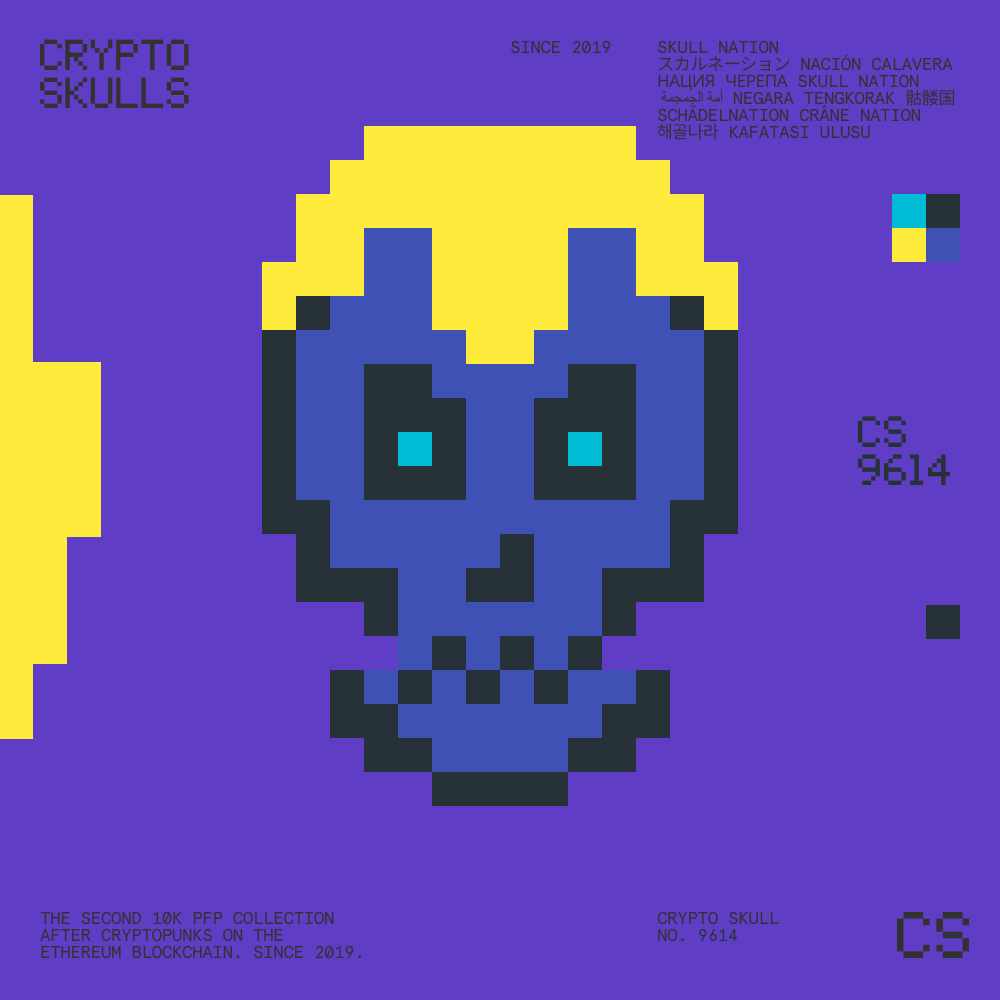 CRYPTO
SKULLS
SINCE 2019
SKULL NATION
スカルネーション NACIÓN CALAVERA
НАЦИЯ ЧЕРЕПА SKULL NATION
أمة الجمجمة NEGARA TENGKORAK 骷髅国
SCHÄDELNATION CRÂNE NATION
해골나라 KAFATASI ULUSU
CS
9614
THE SECOND 10K PFP COLLECTION
AFTER CRYPTOPUNKS ON THE
ETHEREUM BLOCKCHAIN. SINCE 2019.
CRYPTO SKULL
NO. 9614
CS